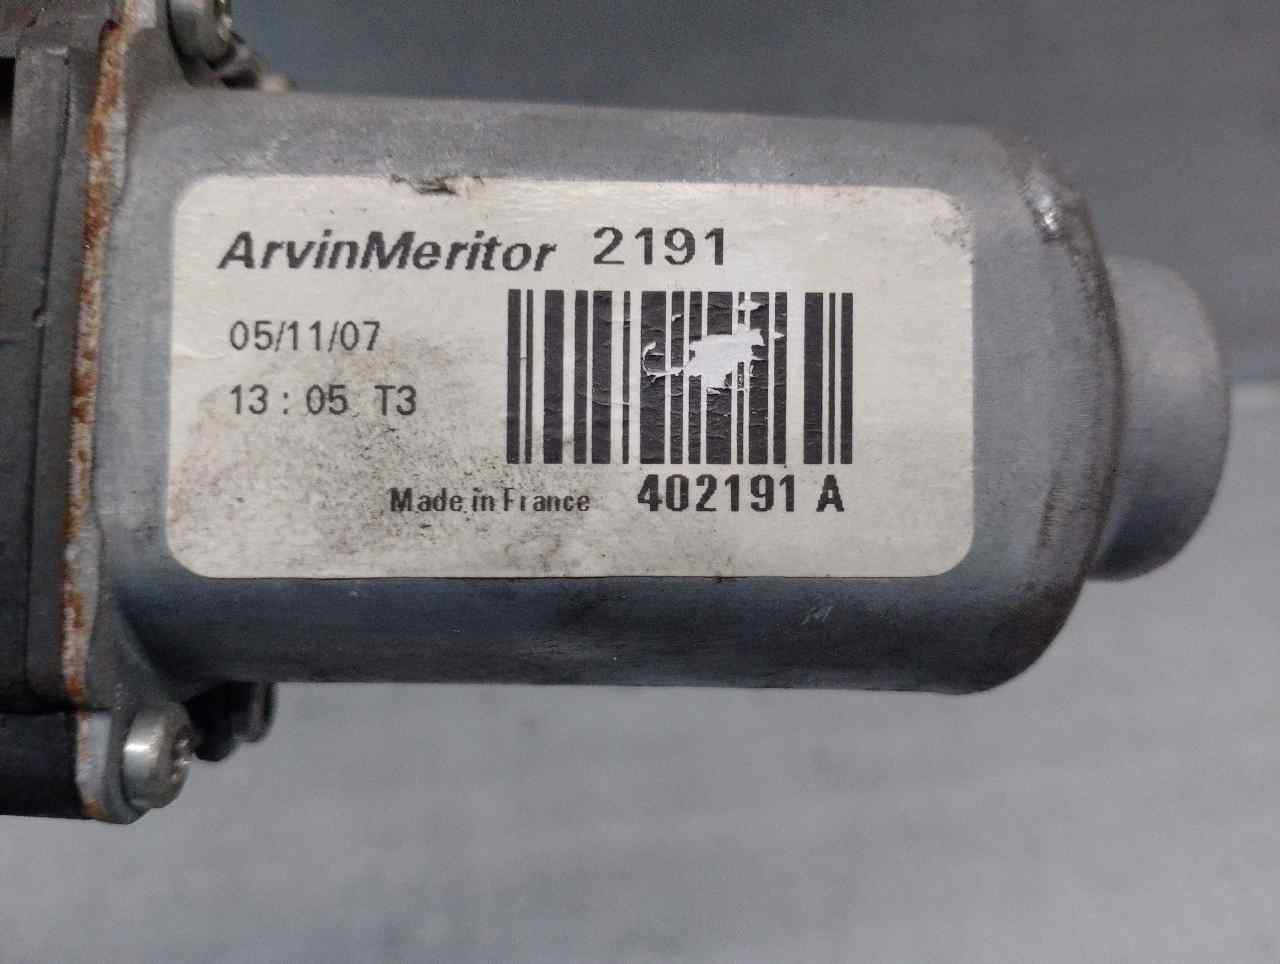 ArvinMeritor 2191
05/11/07
13 : 05 T3
Made in France 402191 A